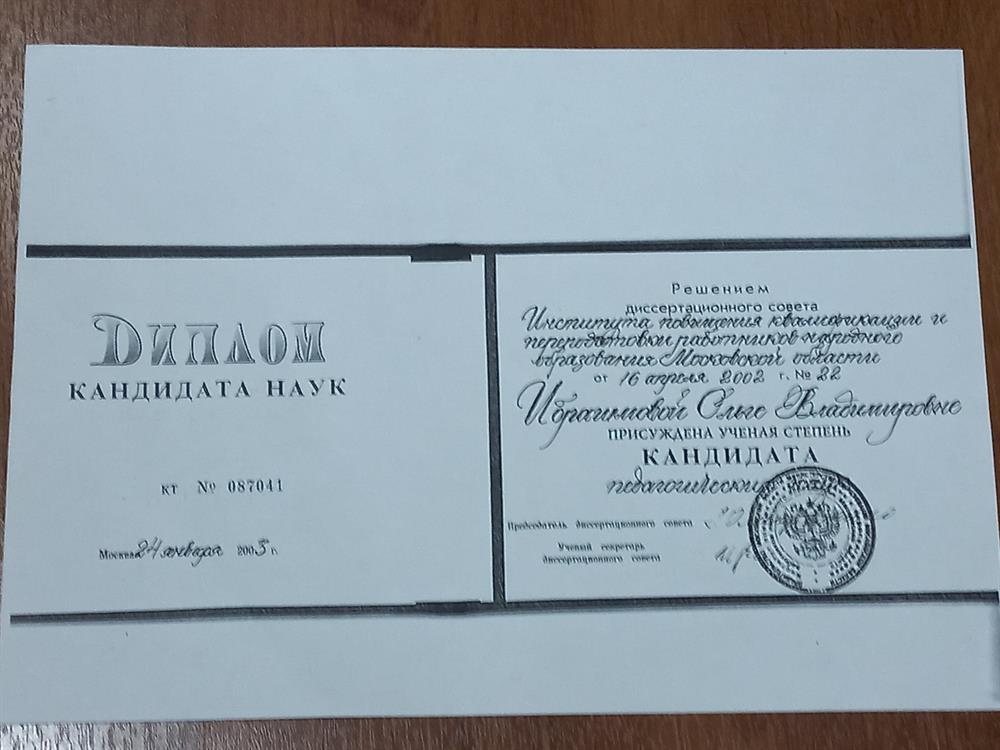 ДИПЛОМ
КАНДИДАТА НАУК
КТ № 087041
Москва 24 января 2003 г.
Решением
диссертационного совета
Института повышения квалификации и
переподготовки работников народного
образования Московской области
от 16 апреля 2002 г. № 22
Ибрагимовой Ольге Владимировне
ПРИСУЖДЕНА УЧЕНАЯ СТЕПЕНЬ
КАНДИДАТА
педагогических наук
Председатель диссертационного совета
Ученый секретарь
диссертационного совета